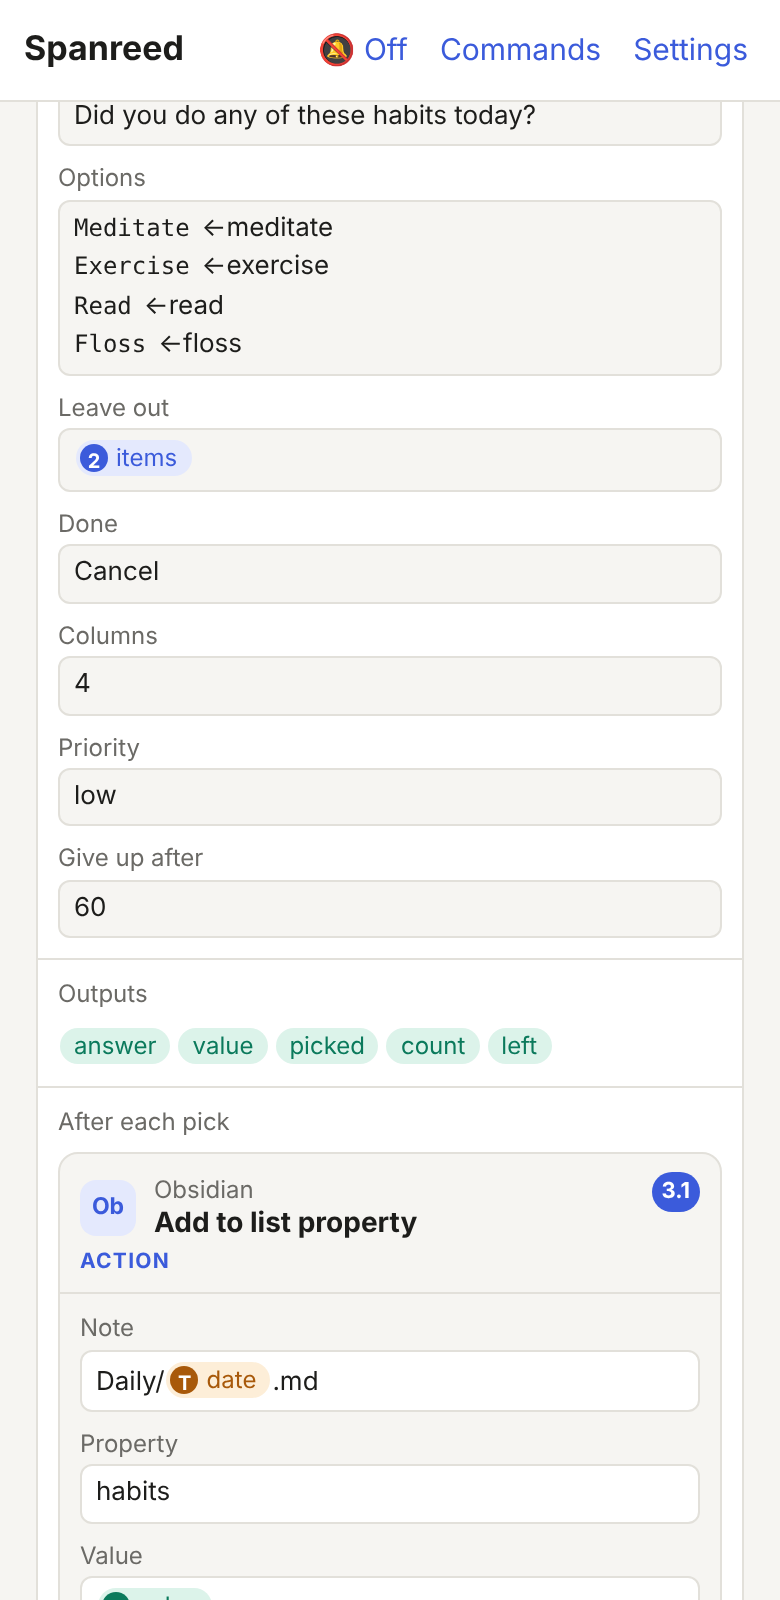 Spanreed
🔕 Off Commands Settings
Did you do any of these habits today?
Options
Meditate ←meditate
Exercise ←exercise
Read ←read
Floss ←floss
Leave out
2 items
Done
Cancel
Columns
4
Priority
low
Give up after
60
Outputs
answer value picked count left
After each pick
Ob
Obsidian
3.1
Add to list property
ACTION
Note
Daily/ T date .md
Property
habits
Value